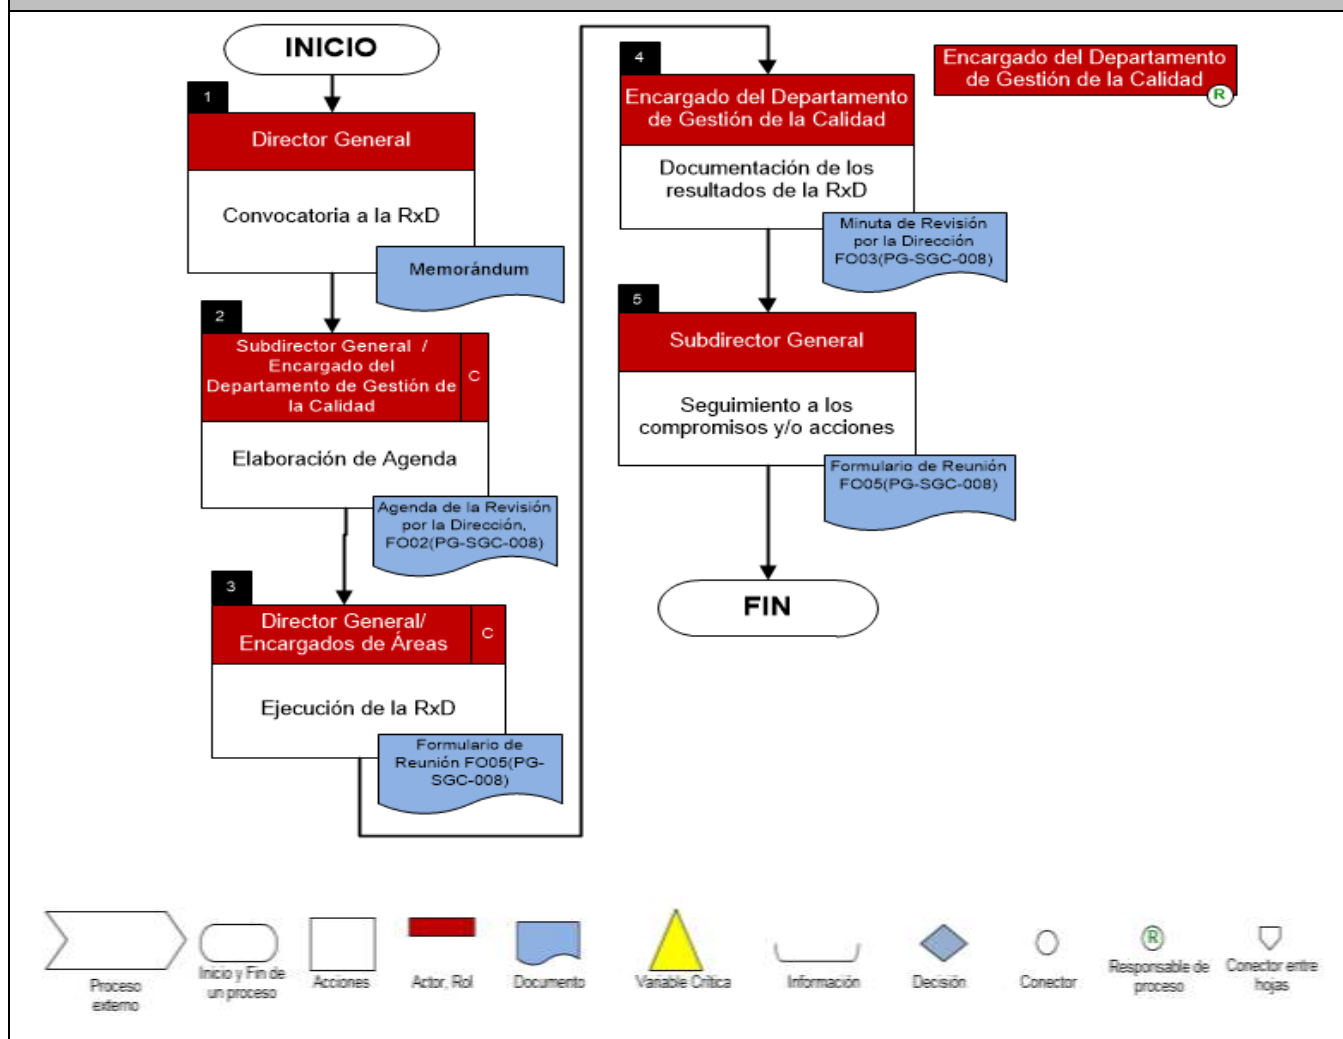 INICIO
1
Director General
Convocatoria a la RxD
Memorándum
2
Subdirector General /
Encargado del
Departamento de Gestión de
la Calidad
C
Elaboración de Agenda
Agenda de la Revisión
por la Dirección,
FO02(PG-SGC-008)
3
Director General/
Encargados de Áreas
C
Ejecución de la RxD
Formulario de
Reunión FO05(PG-
SGC-008)
4
Encargado del Departamento
de Gestión de la Calidad
Documentación de los
resultados de la RxD
Minuta de Revisión
por la Dirección
FO03(PG-SGC-008)
5
Subdirector General
Seguimiento a los
compromisos y/o acciones
Formulario de Reunión
FO05(PG-SGC-008)
FIN
Encargado del Departamento
de Gestión de la Calidad
R
Proceso
externo
Inicio y Fin de
un proceso
Acciones
Actor, Rol
Documento
Variable Crítica
Información
Decisión
Conector
R
Responsable de
proceso
Conector entre
hojas